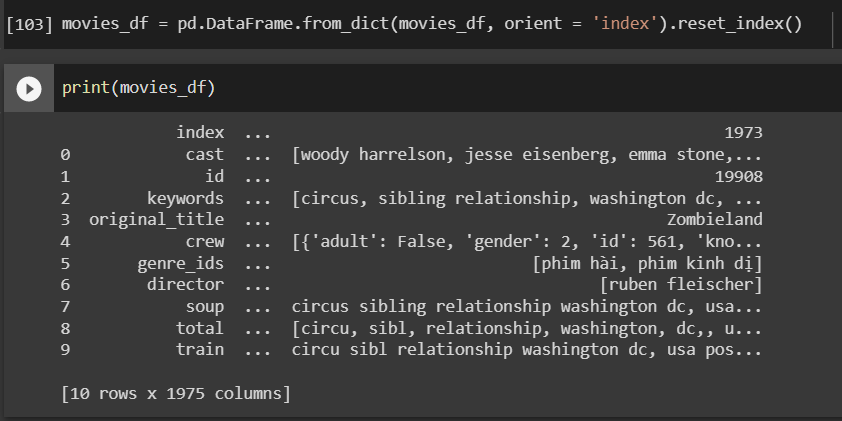 [103] movies_df = pd.DataFrame.from_dict(movies_df, orient = 'index').reset_index()
print(movies_df)
index ... 1973
0 cast ... [woody harrelson, jesse eisenberg, emma stone,...
1 id ... 19908
2 keywords ... [circus, sibling relationship, washington dc, ...
3 original_title ... Zombieland
4 crew ... [{'adult': False, 'gender': 2, 'id': 561, 'kno...
5 genre_ids ... [phim hài, phim kinh dị]
6 director ... [ruben fleischer]
7 soup ... circus sibling relationship washington dc, usa...
8 total ... [circu, sibl, relationship, washington, dc,, u...
9 train ... circu sibl relationship washington dc, usa pos...
[10 rows x 1975 columns]